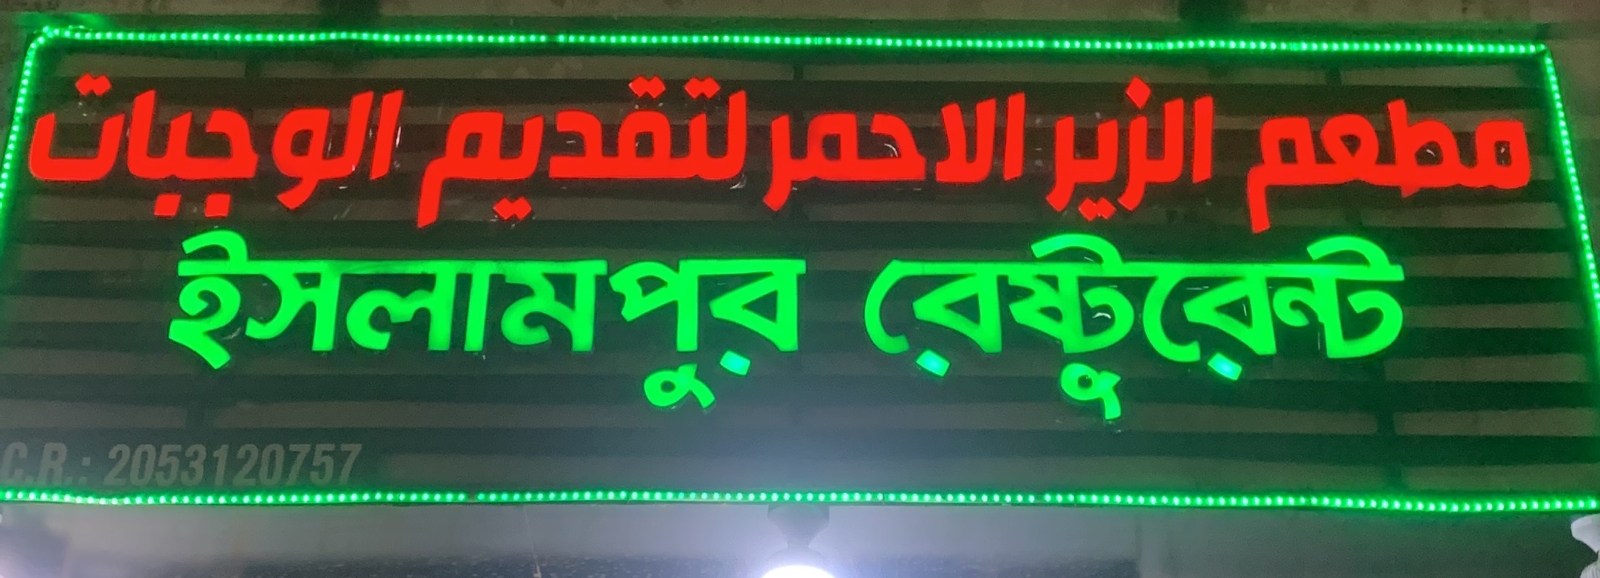 مطعم الزير الاحمر لتقديم الوجبات
ইসলামপুর রেষ্টুরেন্ট
C.R.: 2053120757